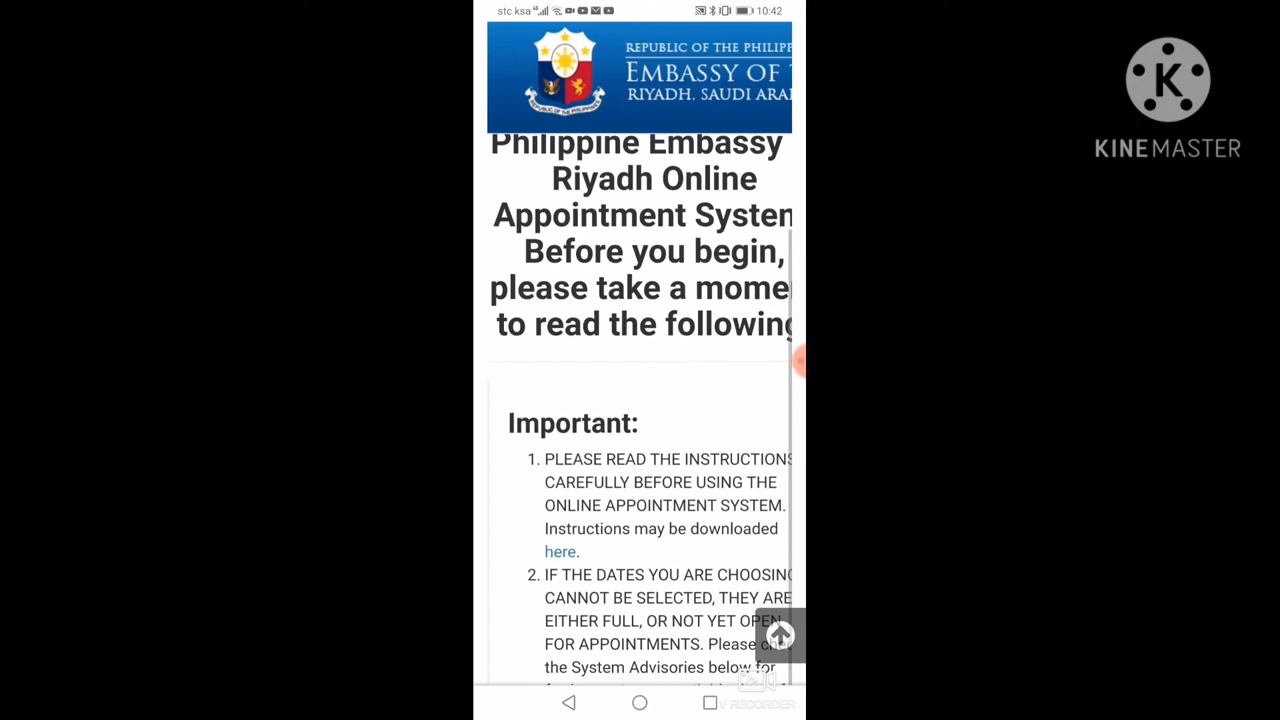 stc ksa
10:42
REPUBLIC OF THE PHILIPP
EMBASSY OF
RIYADH, SAUDI ARA
Philippine Embassy
Riyadh Online
Appointment System
Before you begin,
please take a mome
to read the following
Important:
1. PLEASE READ THE INSTRUCTIONS
CAREFULLY BEFORE USING THE
ONLINE APPOINTMENT SYSTEM.
Instructions may be downloaded
here.
2. IF THE DATES YOU ARE CHOOSING
CANNOT BE SELECTED, THEY ARE
EITHER FULL, OR NOT YET OPEN
FOR APPOINTMENTS. Please
the System Advisories below for
V RECORDER
K
KINEMASTER